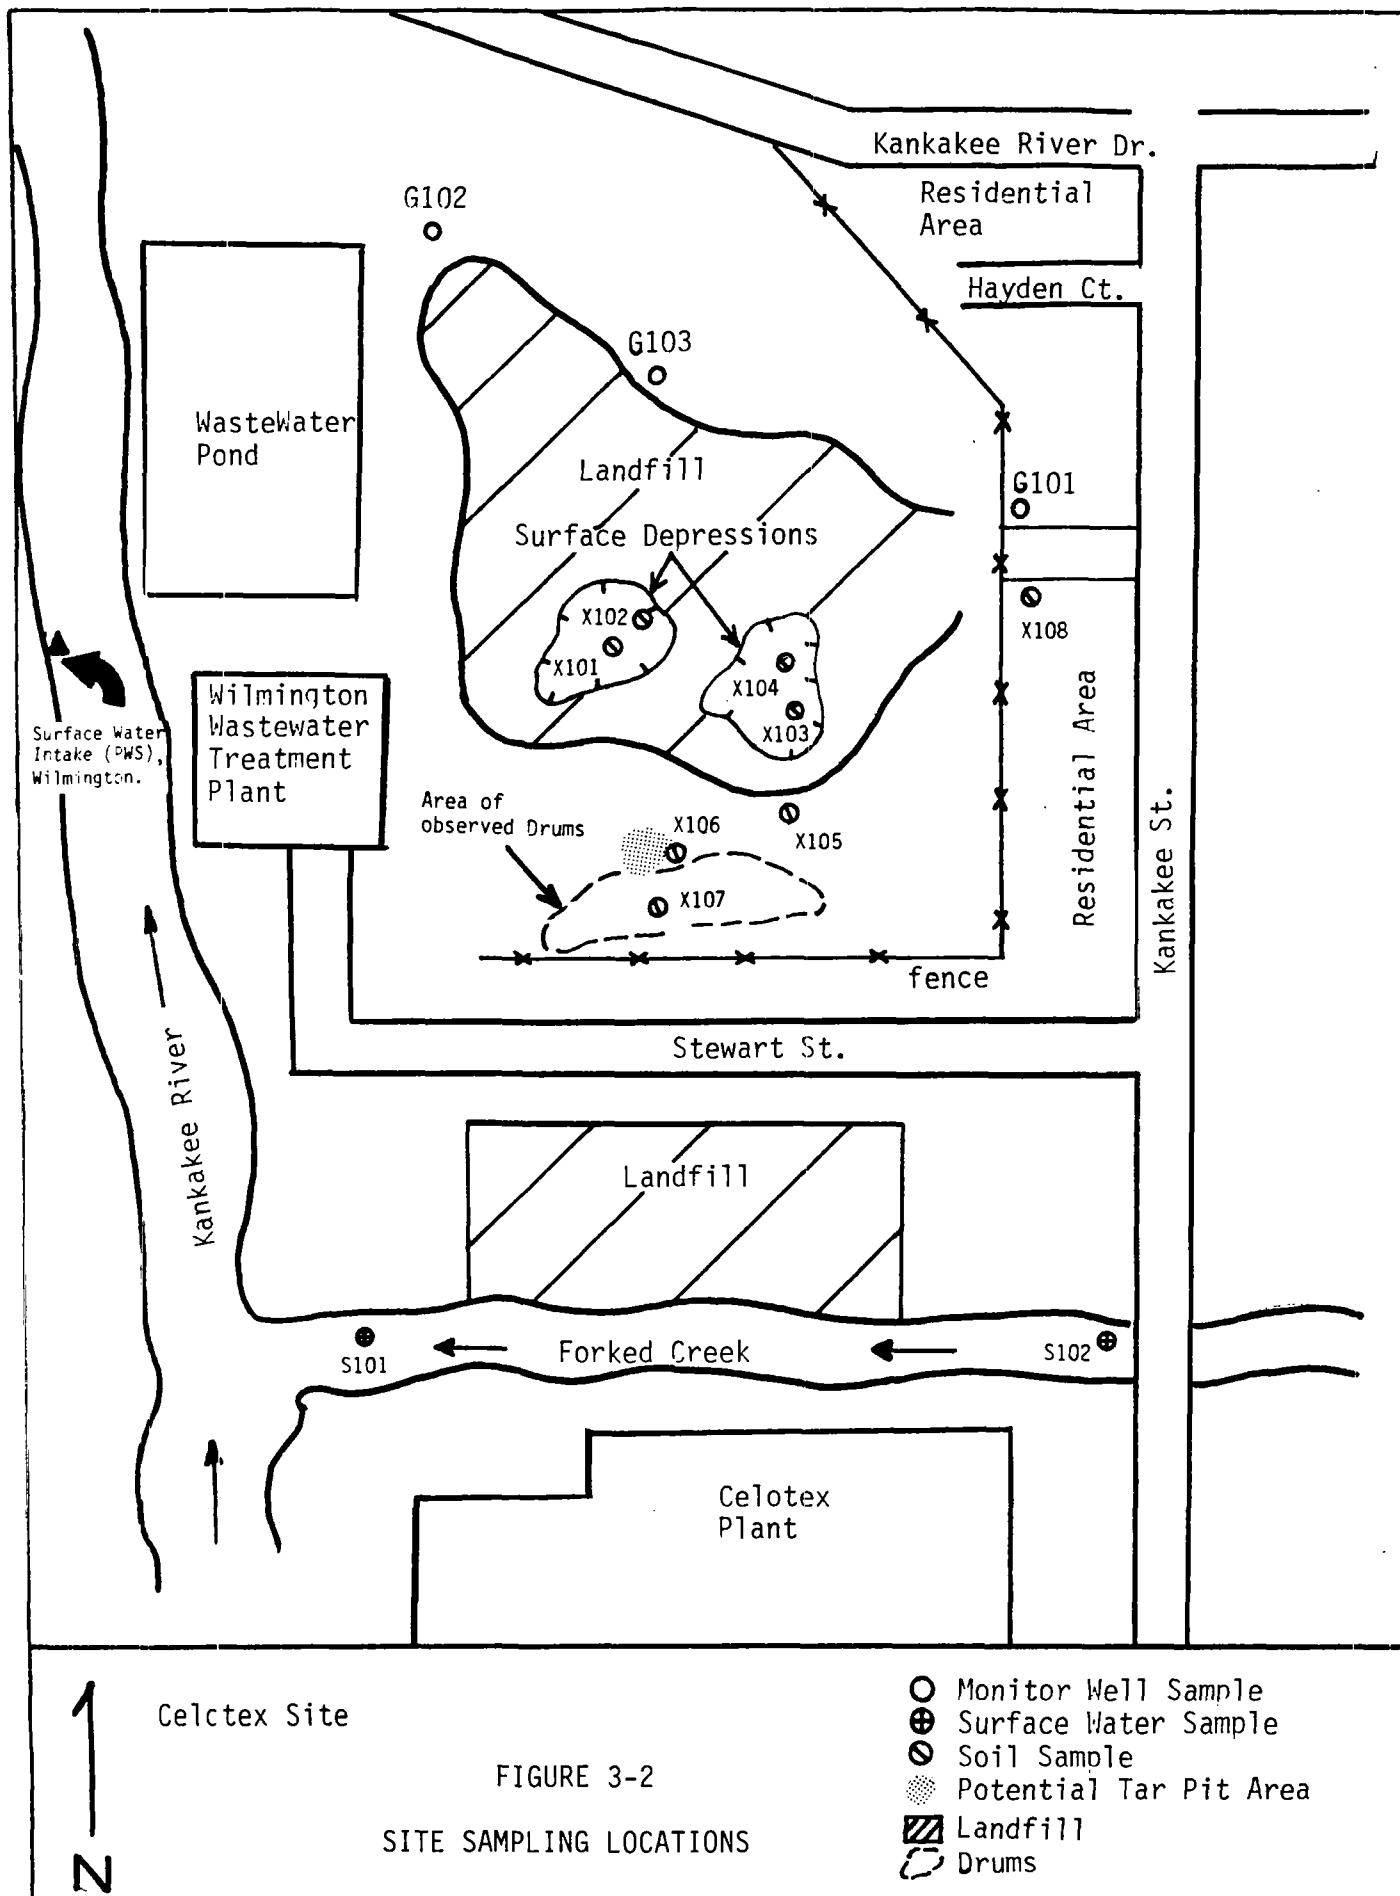 Kankakee River Dr.
Residential
Area
G102
Hayden Ct.
G103
WasteWater
Pond
Landfill
G101
Surface Depressions
X102
X101
X104
X103
X108
Wilmington
Wastewater
Treatment
Plant
Surface Water
Intake (PWS),
Wilmington.
Residential Area
Kankakee St.
Area of
observed Drums
X106
X105
X107
fence
Stewart St.
Kankakee River
Landfill
S101
Forked Creek
S102
Celotex
Plant
N
Celctex Site
FIGURE 3-2
SITE SAMPLING LOCATIONS
Monitor Well Sample
Surface Water Sample
Soil Sample
Potential Tar Pit Area
Landfill
Drums